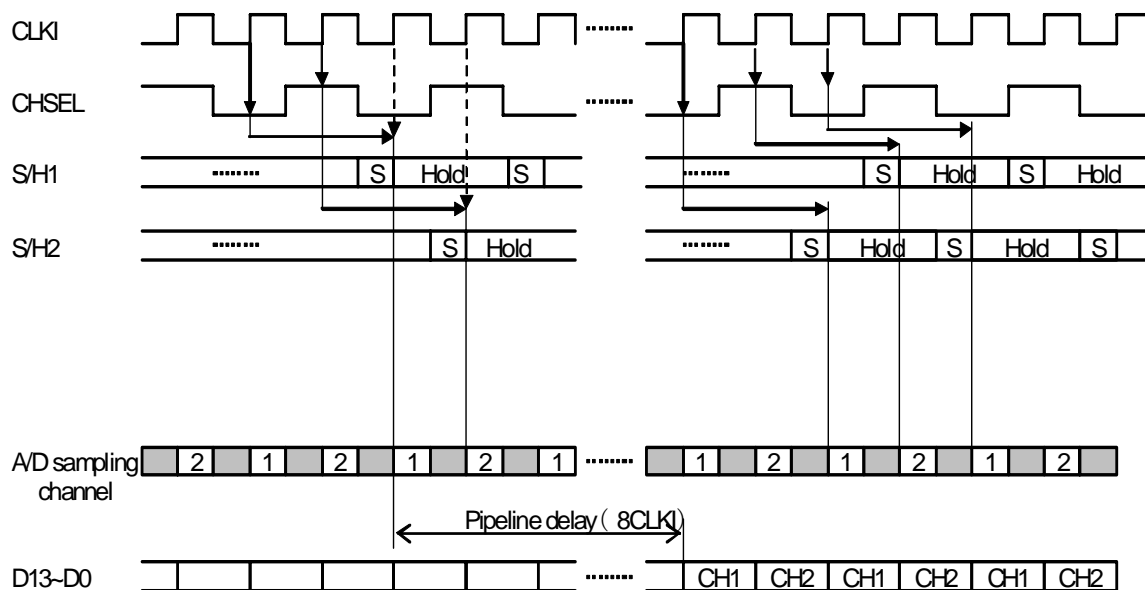 CLKI
CHSEL
S/H1 ········ S Hold S ········ S Hold S Hold
S/H2 ········ S Hold ········ S Hold S Hold S
A/D sampling channel 2 1 2 1 2 1 ········ 1 2 1 2 1 2
Pipeline delay( 8CLKI)
D13~D0 ········ CH1 CH2 CH1 CH2 CH1 CH2